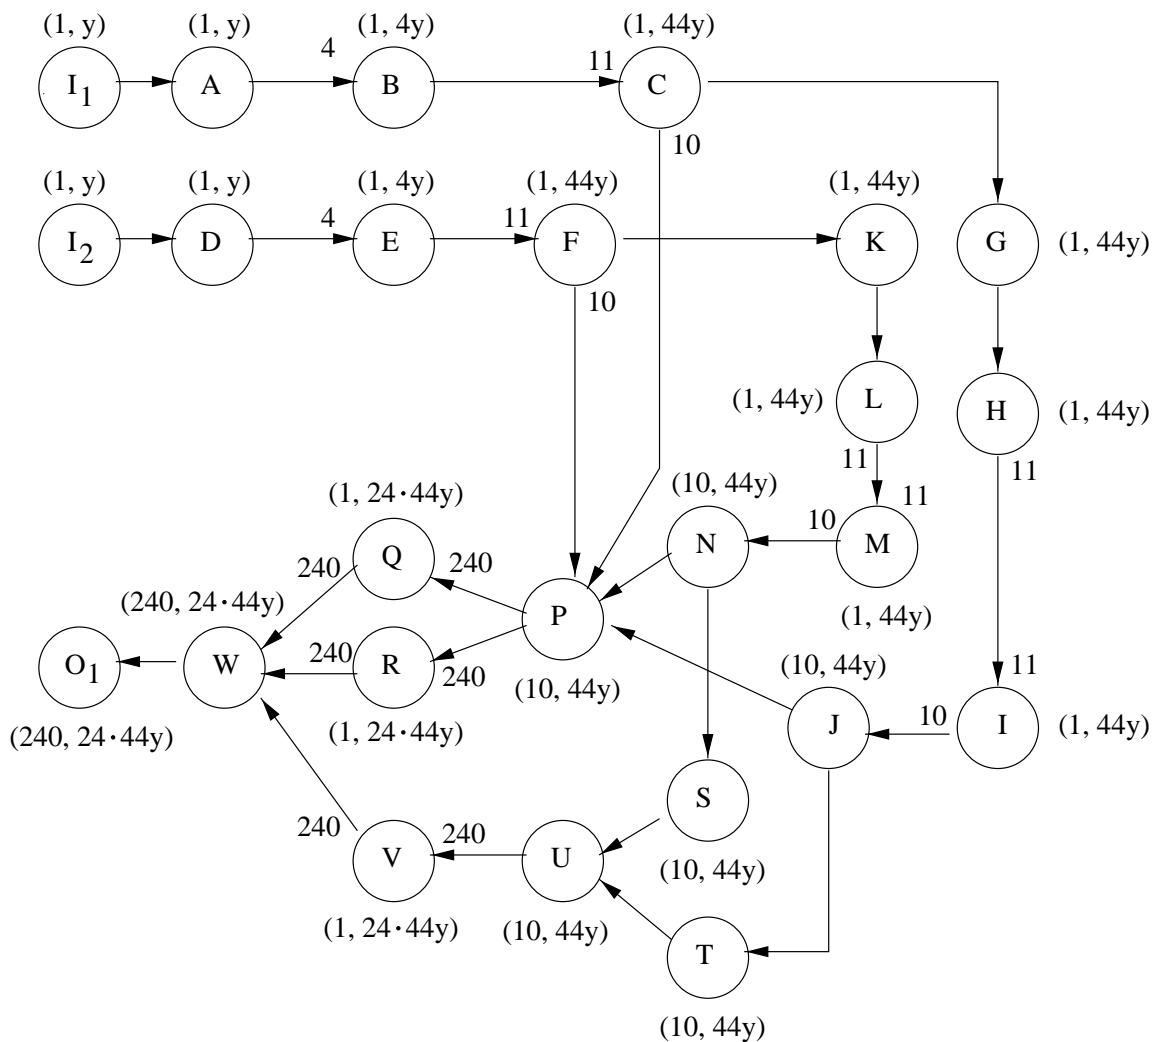 (1, y) (1, y) (1, 4y) (1, 44y)
I1 A 4 B 11 C
10
(1, y) (1, y) (1, 4y) (1, 44y) (1, 44y)
I2 D 4 E 11 F K G (1, 44y)
10
(1, 44y) L H (1, 44y)
11 11
(1, 24·44y) (10, 44y) 11
Q N 10 M
240 240
(240, 24·44y) P (1, 44y)
O1 W 240 R 240 (10, 44y) (10, 44y) 11
(240, 24·44y) (1, 24·44y) J 10 I (1, 44y)
S
240 V 240 U (10, 44y)
(1, 24·44y) (10, 44y) T
(10, 44y)